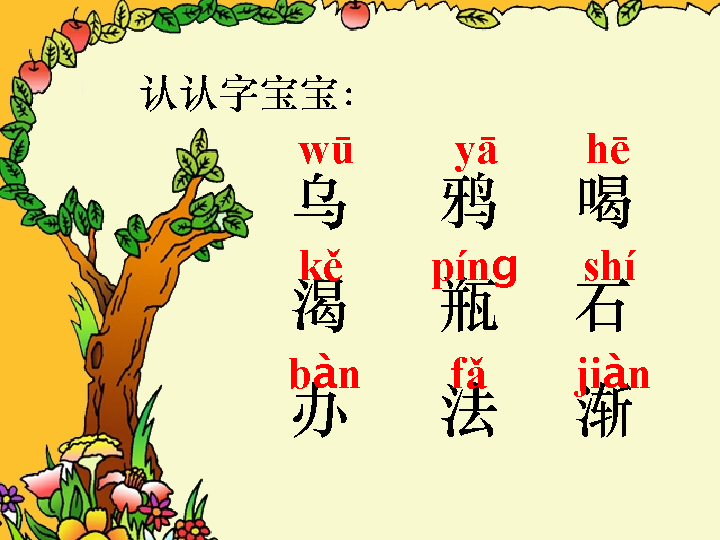 认认字宝宝：
wū yā hē
乌 鸦 喝
kě píng shí
渴 瓶 石
bàn fǎ jiàn
办 法 渐